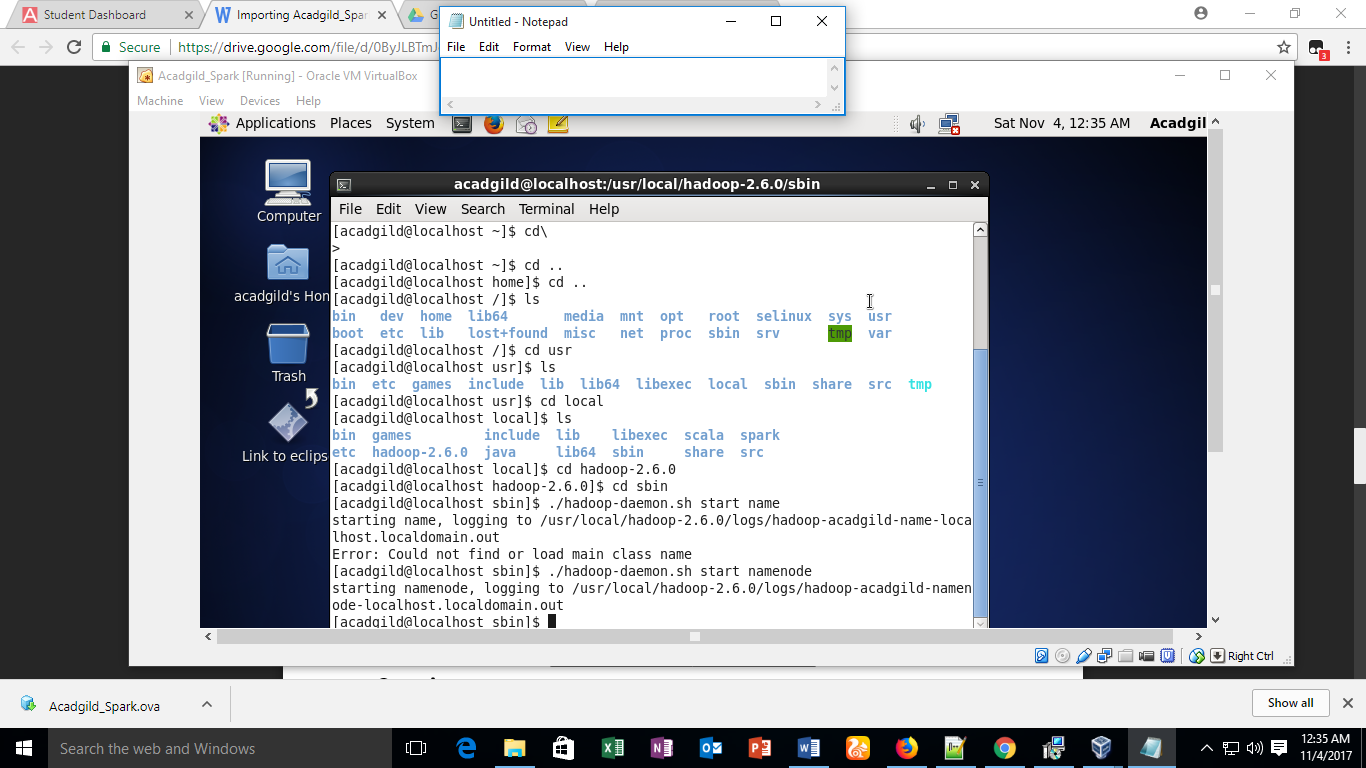 Student Dashboard
Importing Acadgild_Spar
G
Untitled - Notepad
File Edit Format View Help
Secure https://drive.google.com/file/d/0ByJLBTmJ
3
Acadgild_Spark [Running] - Oracle VM VirtualBox
Machine View Devices Help
Applications Places System Sat Nov 4, 12:35 AM Acadgil
Computer
acadgild's Hon
Trash
Link to eclips
acadgild@localhost:/usr/local/hadoop-2.6.0/sbin
File Edit View Search Terminal Help
[acadgild@localhost ~]$ cd\
>
[acadgild@localhost ~]$ cd ..
[acadgild@localhost home]$ cd ..
[acadgild@localhost /]$ ls
bin dev home lib64 media mnt opt root selinux sys usr
boot etc lib lost+found misc net proc sbin srv tmp var
[acadgild@localhost /]$ cd usr
[acadgild@localhost usr]$ ls
bin etc games include lib lib64 libexec local sbin share src tmp
[acadgild@localhost usr]$ cd local
[acadgild@localhost local]$ ls
bin games include lib libexec scala spark
etc hadoop-2.6.0 java lib64 sbin share src
[acadgild@localhost local]$ cd hadoop-2.6.0
[acadgild@localhost hadoop-2.6.0]$ cd sbin
[acadgild@localhost sbin]$ ./hadoop-daemon.sh start name
starting name, logging to /usr/local/hadoop-2.6.0/logs/hadoop-acadgild-name-loca
lhost.localdomain.out
Error: Could not find or load main class name
[acadgild@localhost sbin]$ ./hadoop-daemon.sh start namenode
starting namenode, logging to /usr/local/hadoop-2.6.0/logs/hadoop-acadgild-namen
ode-localhost.localdomain.out
[acadgild@localhost sbin]$
Right Ctrl
Acadgild_Spark.ova
Show all
Search the web and Windows
12:35 AM
11/4/2017